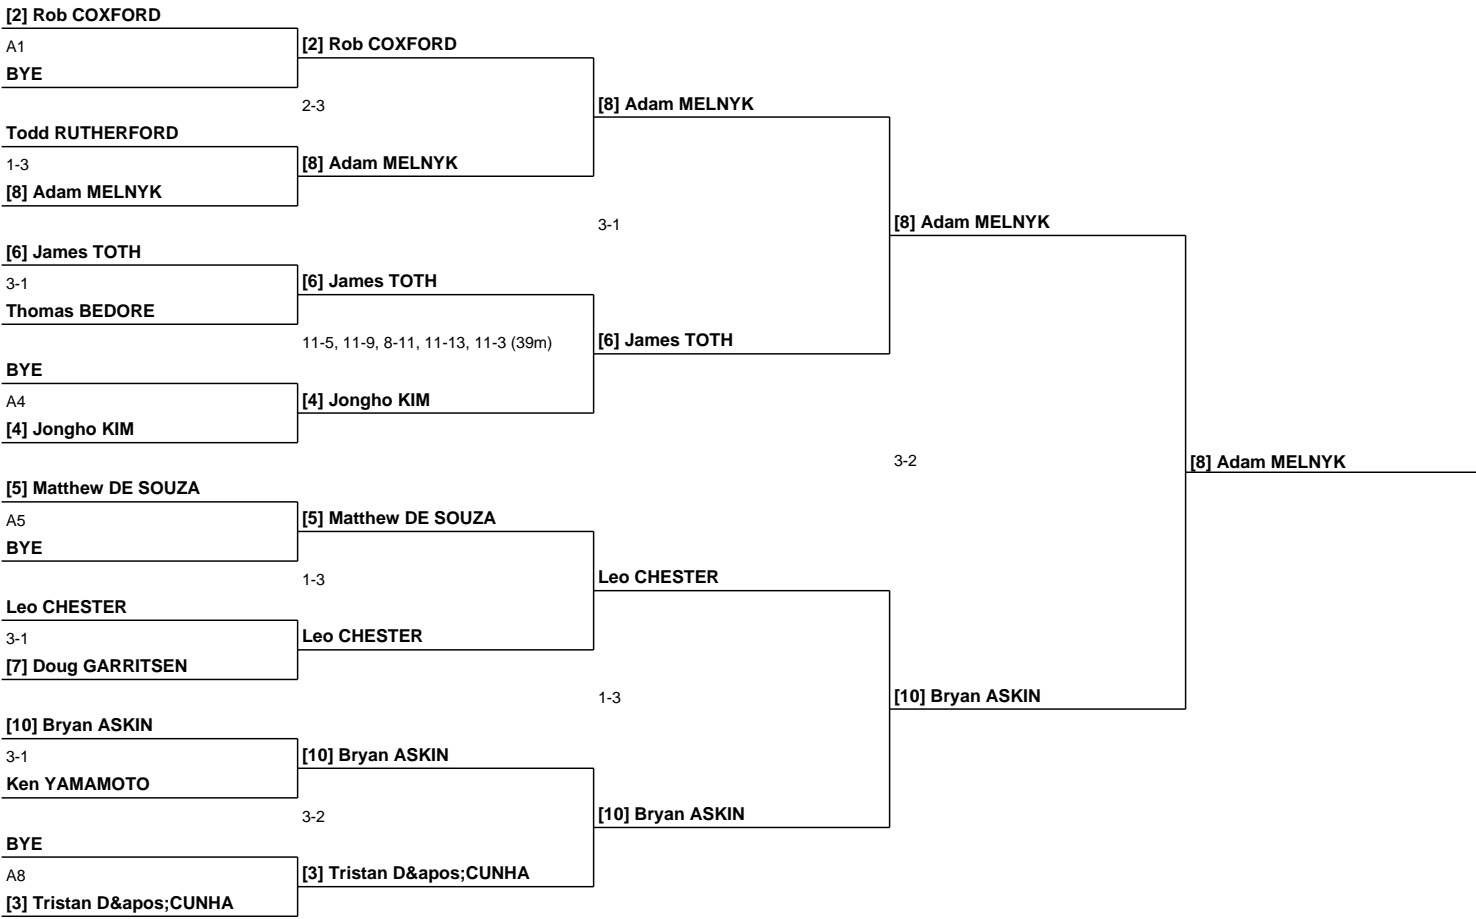 [2] Rob COXFORD
A1
BYE
Todd RUTHERFORD
1-3
[8] Adam MELNYK
[6] James TOTH
3-1
Thomas BEDORE
BYE
A4
[4] Jongho KIM
[5] Matthew DE SOUZA
A5
BYE
Leo CHESTER
3-1
[7] Doug GARRITSEN
[10] Bryan ASKIN
3-1
Ken YAMAMOTO
BYE
A8
[3] Tristan D&apos;CUNHA
[2] Rob COXFORD
2-3
[8] Adam MELNYK
[6] James TOTH
11-5, 11-9, 8-11, 11-13, 11-3 (39m)
[4] Jongho KIM
[5] Matthew DE SOUZA
1-3
Leo CHESTER
[10] Bryan ASKIN
3-2
[3] Tristan D&apos;CUNHA
[8] Adam MELNYK
3-1
[6] James TOTH
Leo CHESTER
1-3
[10] Bryan ASKIN
[8] Adam MELNYK
3-2
[10] Bryan ASKIN
[8] Adam MELNYK